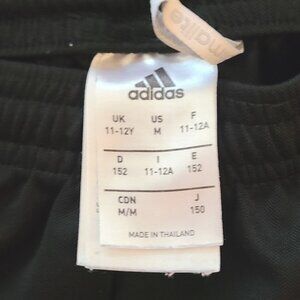 adidas
UK US F
11-12Y M 11-12A
D I E
152 11-12A 152
CDN J
M/M 150
MADE IN THAILAND